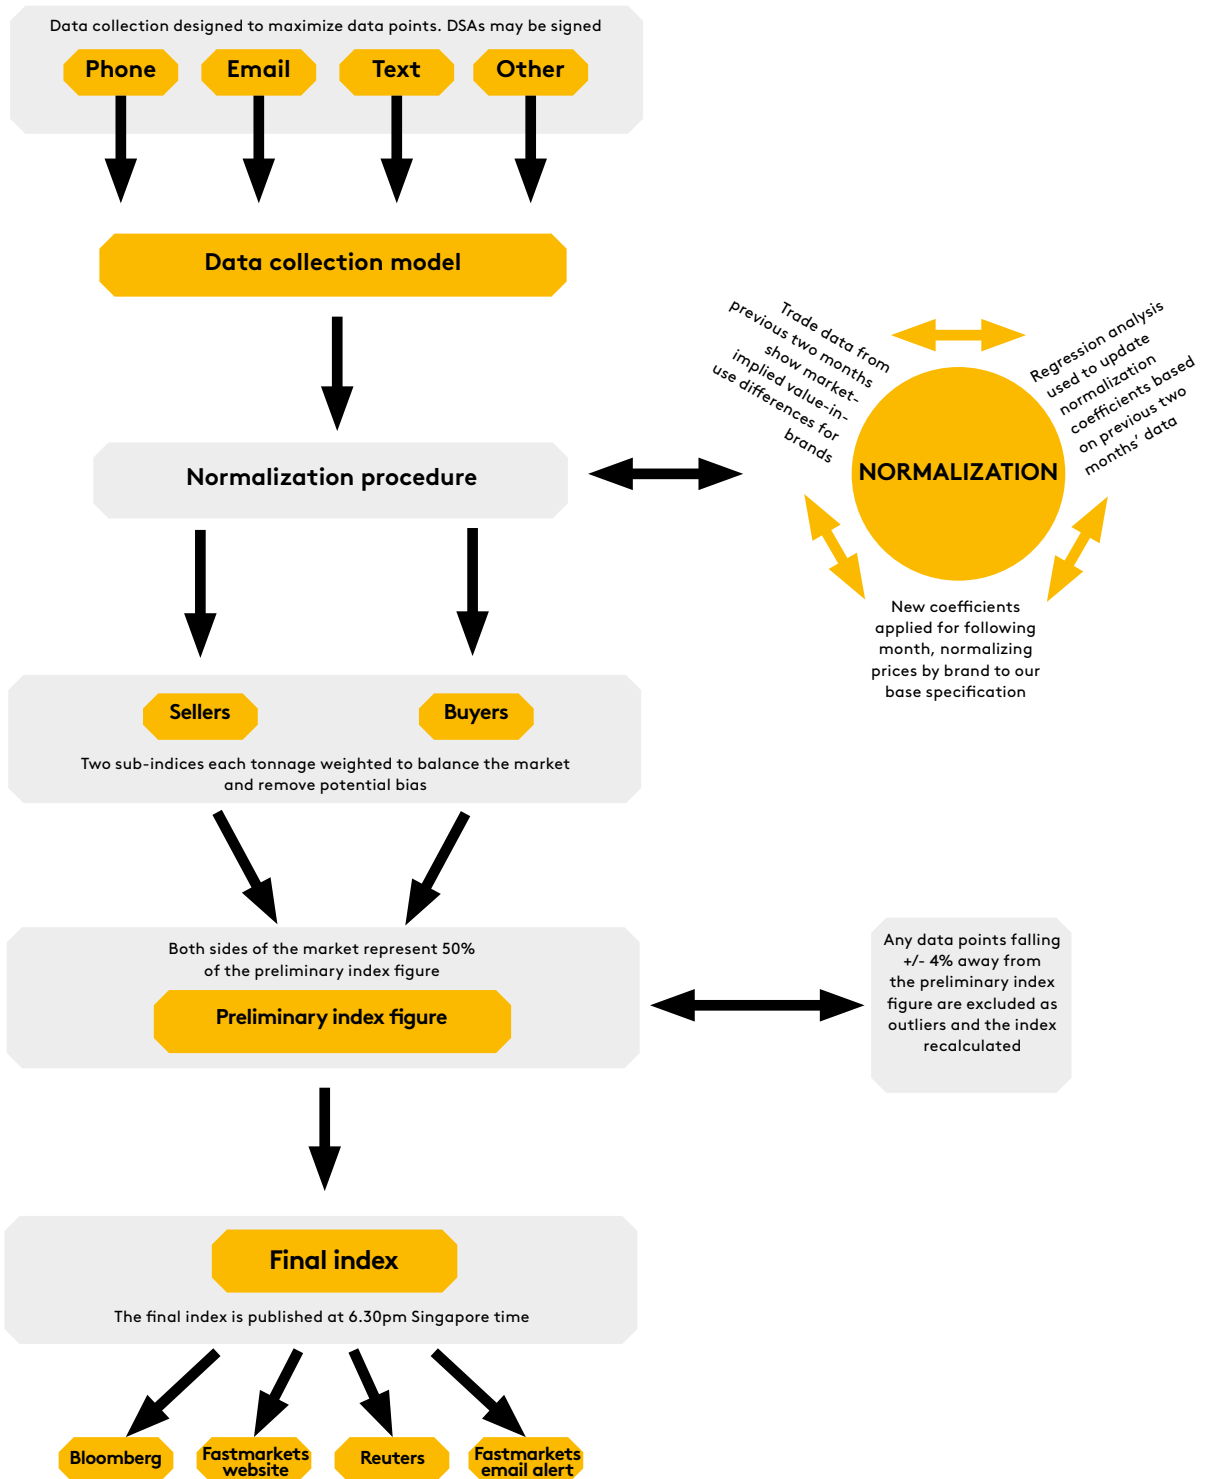 Data collection designed to maximize data points. DSAs may be signed
Phone
Email
Text
Other
Data collection model
Normalization procedure
Trade data from
previous two months
show market-
implied value-in-
use differences for
brands
Regression analysis
used to update
normalization
coefficients based
on previous two
months' data
NORMALIZATION
New coefficients
applied for following
month, normalizing
prices by brand to our
base specification
Sellers
Buyers
Two sub-indices each tonnage weighted to balance the market
and remove potential bias
Both sides of the market represent 50%
of the preliminary index figure
Preliminary index figure
Any data points falling
+/- 4% away from
the preliminary index
figure are excluded as
outliers and the index
recalculated
Final index
The final index is published at 6.30pm Singapore time
Bloomberg
Fastmarkets
website
Reuters
Fastmarkets
email alert